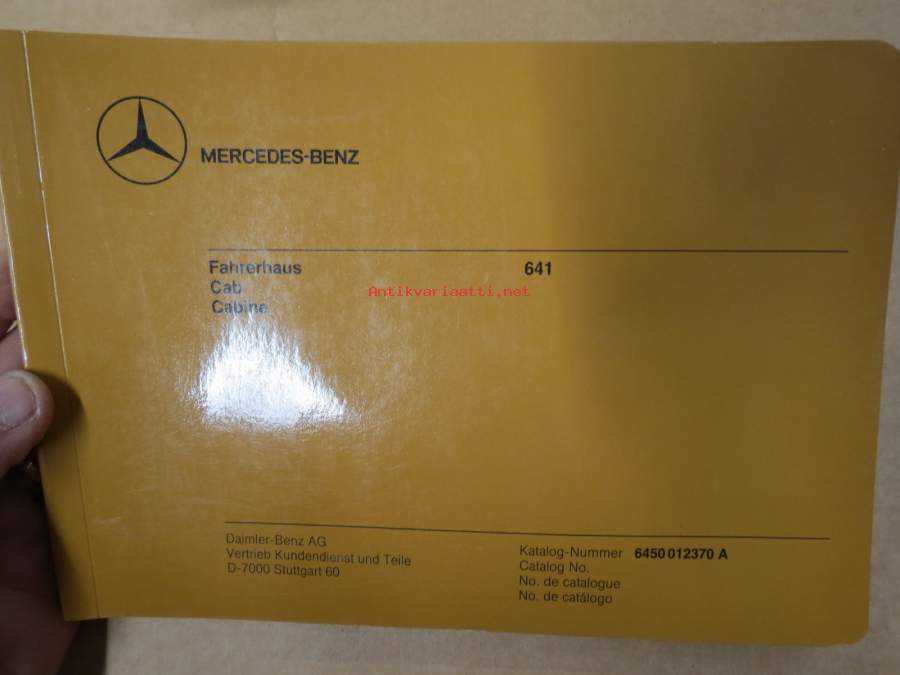 MERCEDES-BENZ
Fahrerhaus 641
Cab
Cabine
Antikvariaatti.net
Daimler-Benz AG
Vertrieb Kundendienst und Teile
D-7000 Stuttgart 60
Katalog-Nummer 6450 012370 A
Catalog No.
No. de catalogue
No. de catálogo